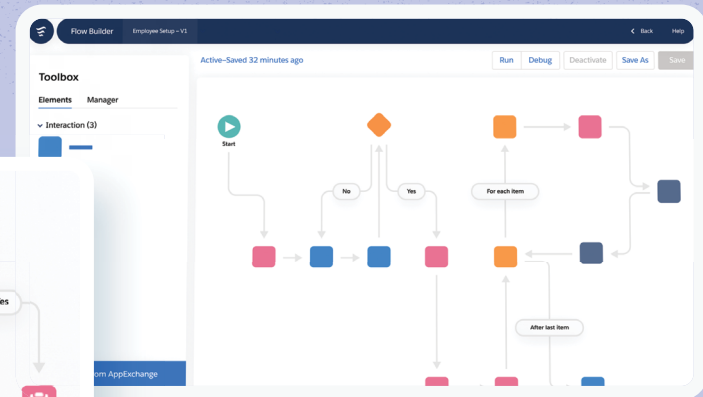 Flow Builder
Employee Setup – V1
Back
Help
Active–Saved 32 minutes ago
Run
Debug
Deactivate
Save As
Save
Toolbox
Elements
Manager
Interaction (3)
Start
No
Yes
For each item
After last item
es
om AppExchange